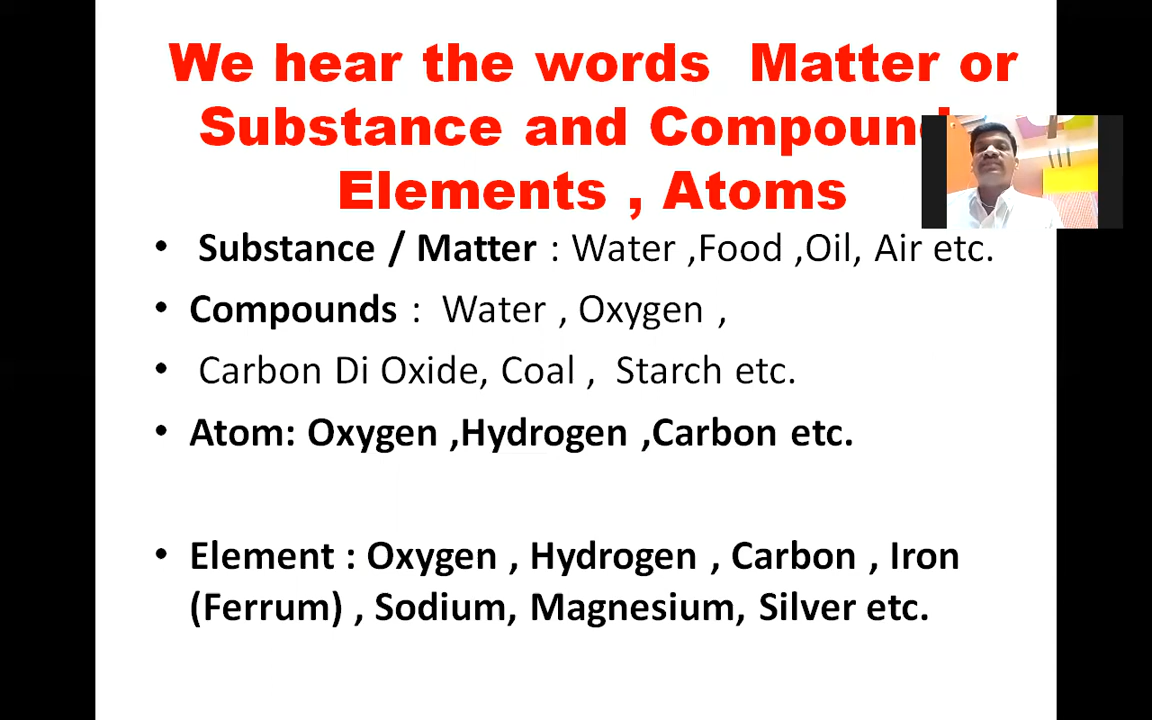 We hear the words Matter or
Substance and Compound
Elements , Atoms
• Substance / Matter : Water ,Food ,Oil, Air etc.
• Compounds : Water , Oxygen ,
• Carbon Di Oxide, Coal , Starch etc.
• Atom: Oxygen ,Hydrogen ,Carbon etc.
• Element : Oxygen , Hydrogen , Carbon , Iron
(Ferrum) , Sodium, Magnesium, Silver etc.